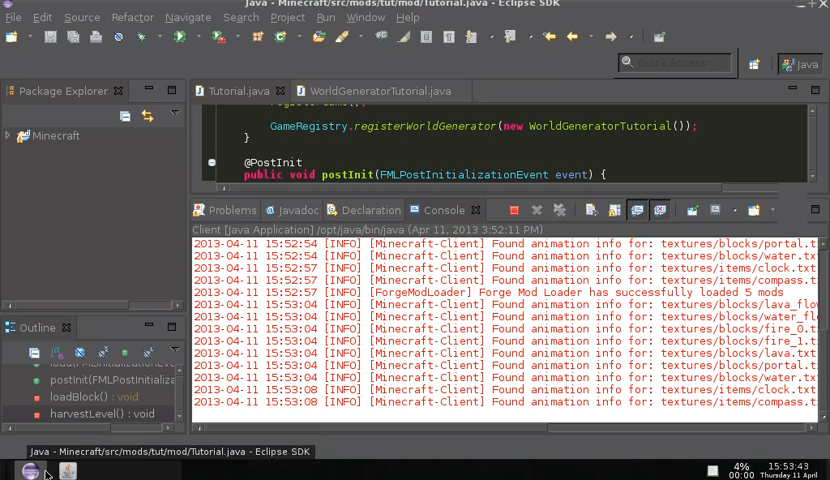 Java - Minecraft/src/mods/tut/mod/Tutorial.java - Eclipse SDK
File Edit Source Refactor Navigate Search Project Run Window Help
Quick Access
Java
Package Explorer
Minecraft
Tutorial.java
WorldGeneratorTutorial.java
GameRegistry.registerWorldGenerator(new WorldGeneratorTutorial());
}
@PostInit
public void postInit(FMLPostInitializationEvent event) {
Problems Javadoc Declaration Console
Client [Java Application] /opt/java/bin/java (Apr 11, 2013 3:52:11 PM)
2013-04-11 15:52:54 [INFO] [Minecraft-Client] Found animation info for: textures/blocks/portal.t
2013-04-11 15:52:54 [INFO] [Minecraft-Client] Found animation info for: textures/blocks/water.tx
2013-04-11 15:52:57 [INFO] [Minecraft-Client] Found animation info for: textures/items/clock.txt
2013-04-11 15:52:57 [INFO] [Minecraft-Client] Found animation info for: textures/items/compass.t
2013-04-11 15:52:57 [INFO] [ForgeModLoader] Forge Mod Loader has successfully loaded 5 mods
2013-04-11 15:53:04 [INFO] [Minecraft-Client] Found animation info for: textures/blocks/lava_flo
2013-04-11 15:53:04 [INFO] [Minecraft-Client] Found animation info for: textures/blocks/water_fl
2013-04-11 15:53:04 [INFO] [Minecraft-Client] Found animation info for: textures/blocks/fire_0.
2013-04-11 15:53:04 [INFO] [Minecraft-Client] Found animation info for: textures/blocks/fire_1.t
2013-04-11 15:53:04 [INFO] [Minecraft-Client] Found animation info for: textures/blocks/lava.txt
2013-04-11 15:53:04 [INFO] [Minecraft-Client] Found animation info for: textures/blocks/portal.t
2013-04-11 15:53:04 [INFO] [Minecraft-Client] Found animation info for: textures/blocks/water.tx
2013-04-11 15:53:08 [INFO] [Minecraft-Client] Found animation info for: textures/items/clock.txt
2013-04-11 15:53:08 [INFO] [Minecraft-Client] Found animation info for: textures/items/compass.t
Outline
postInit(FMLPostInitializa
loadBlock() : void
harvestLevel() : void
Java - Minecraft/src/mods/tut/mod/Tutorial.java - Eclipse SDK
4%
00:00
15:53:43
Thursday 11 April